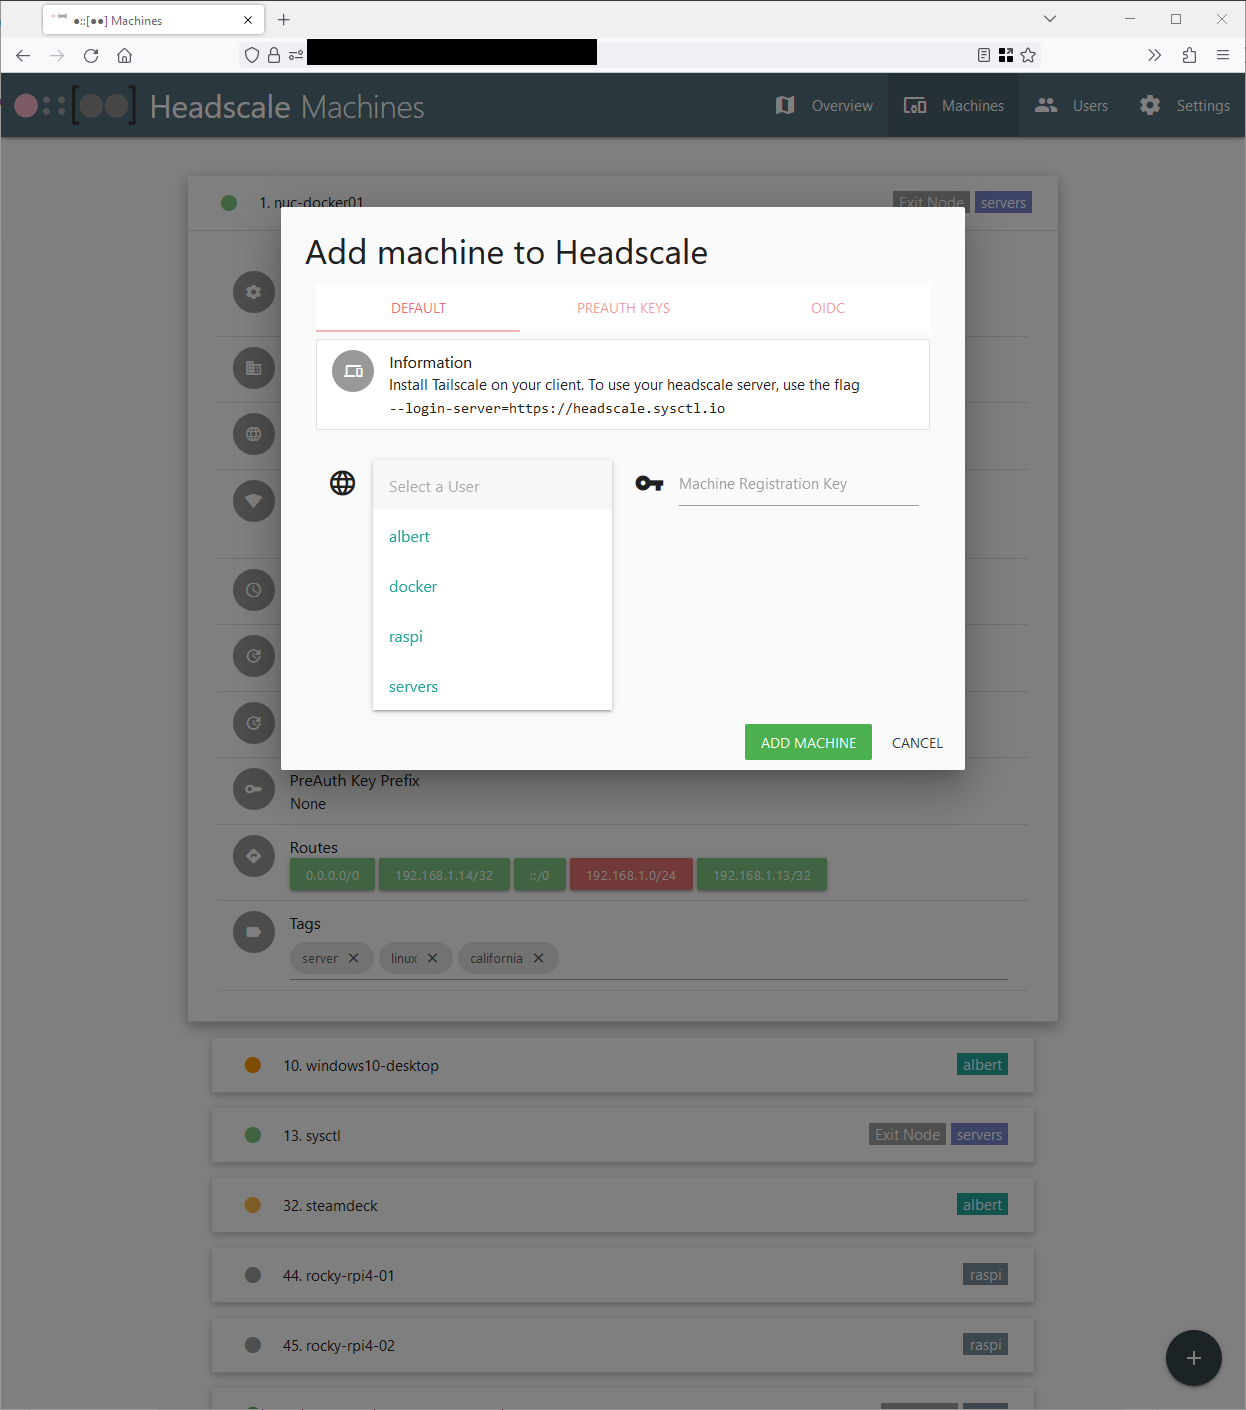 ●::[●●] Machines
Headscale Machines
Overview
Machines
Users
Settings
1. nuc-docker01
Exit Node
servers
Add machine to Headscale
DEFAULT
PREAUTH KEYS
OIDC
Information
Install Tailscale on your client. To use your headscale server, use the flag
--login-server=https://headscale.sysctl.io
Select a User
Machine Registration Key
albert
docker
raspi
servers
ADD MACHINE
CANCEL
PreAuth Key Prefix
None
Routes
0.0.0.0/0
192.168.1.14/32
::/0
192.168.1.0/24
192.168.1.13/32
Tags
server
linux
california
10. windows10-desktop
albert
13. sysctl
Exit Node
servers
32. steamdeck
albert
44. rocky-rpi4-01
raspi
45. rocky-rpi4-02
raspi